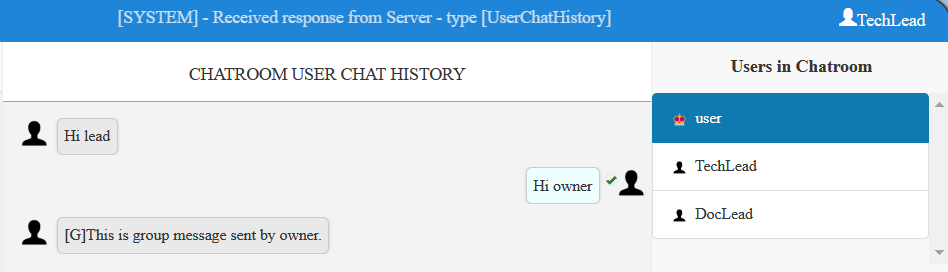 [SYSTEM] - Received response from Server - type [UserChatHistory]
TechLead
CHATROOM USER CHAT HISTORY
Users in Chatroom
Hi lead
Hi owner
[G]This is group message sent by owner.
user
TechLead
DocLead